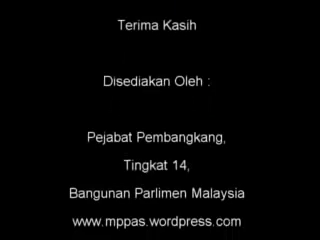 Terima Kasih
Disediakan Oleh :
Pejabat Pembangkang,
Tingkat 14,
Bangunan Parlimen Malaysia
www.mppas.wordpress.com